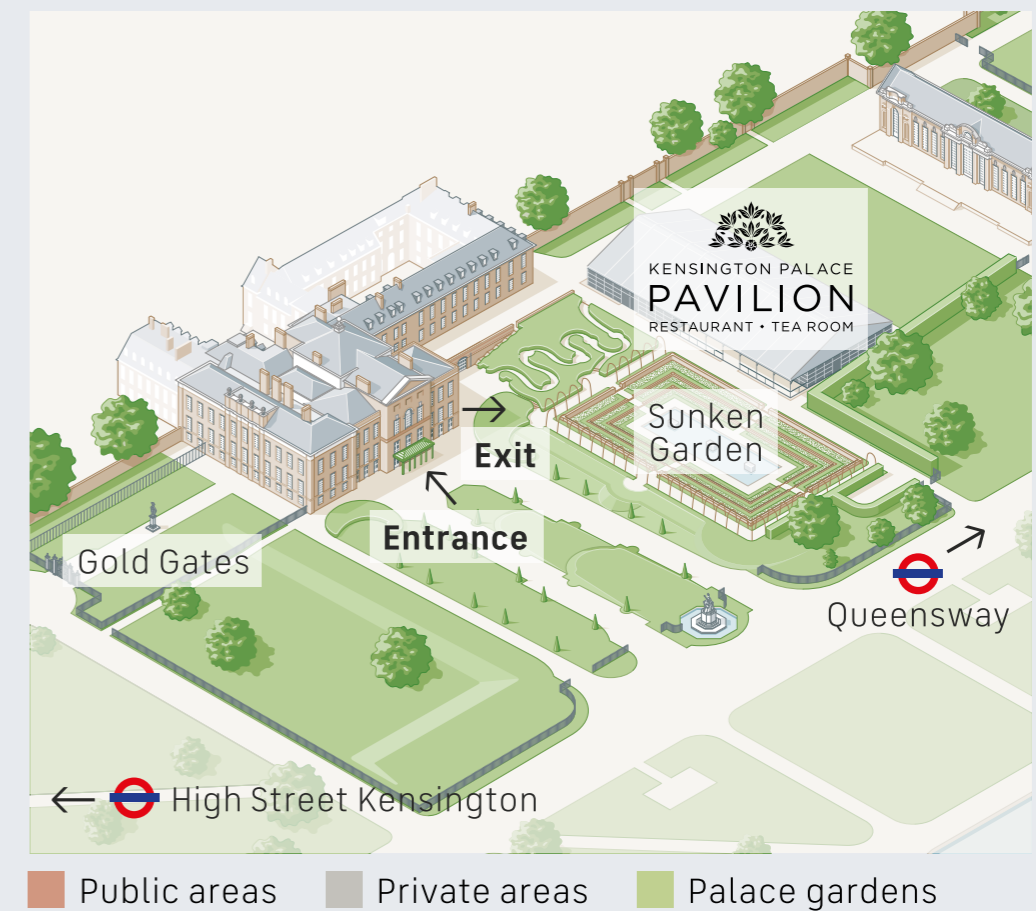 KENSINGTON PALACE
PAVILION
RESTAURANT • TEA ROOM
Sunken
Garden
Exit
Entrance
Gold Gates
Queensway
High Street Kensington
Public areas
Private areas
Palace gardens